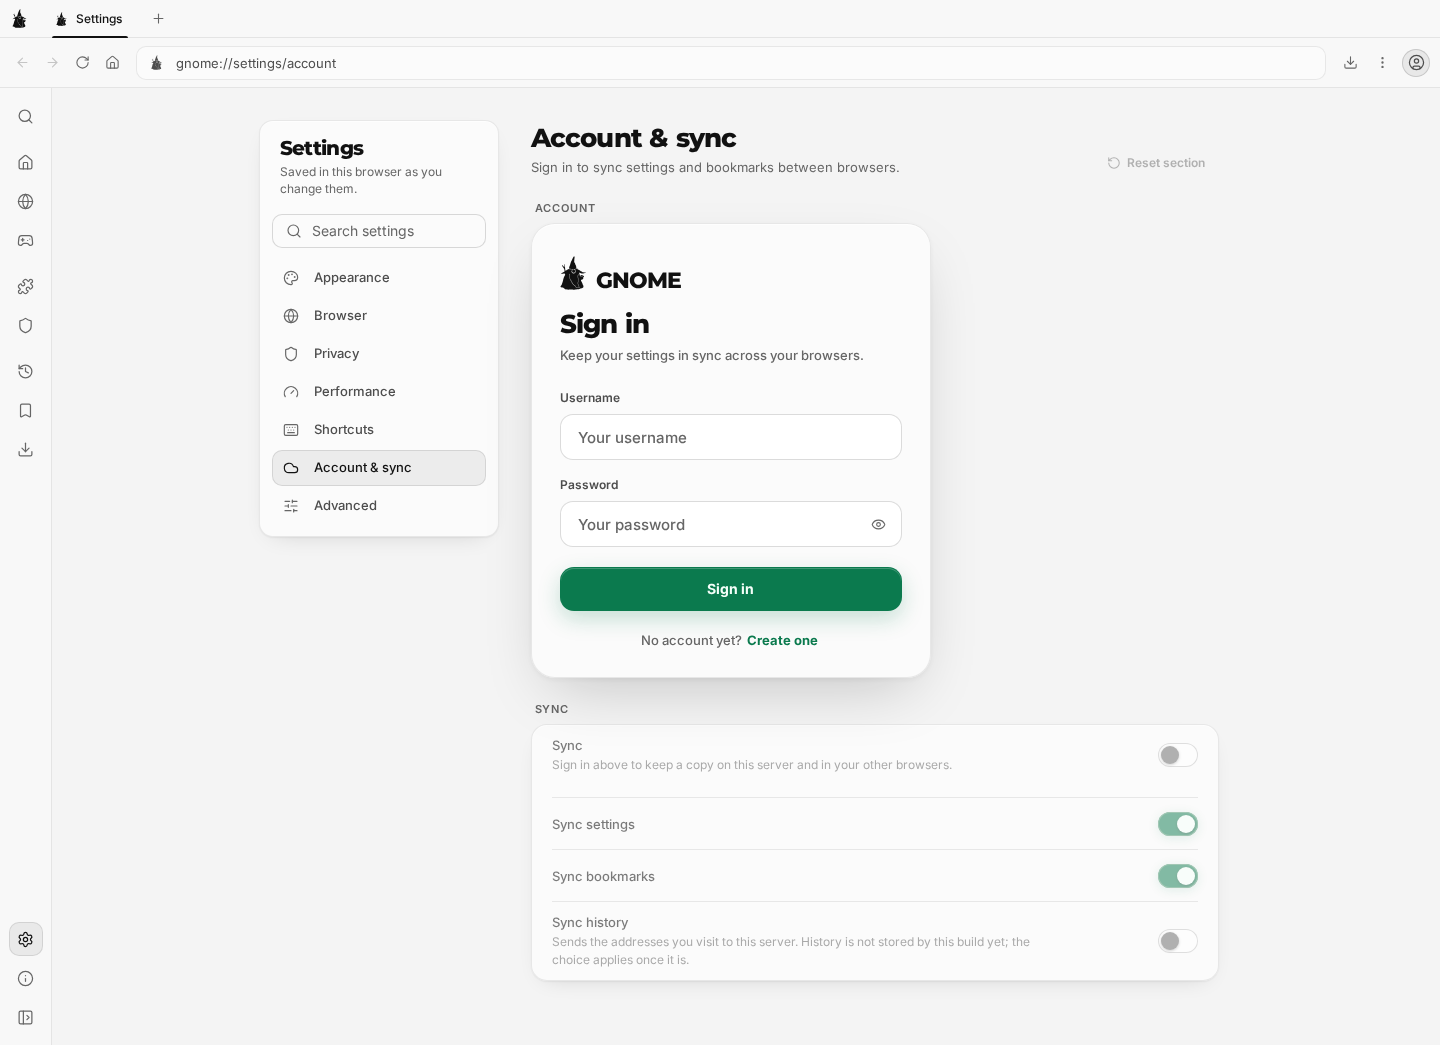 Settings
gnome://settings/account
Settings
Saved in this browser as you
change them.
Search settings
Appearance
Browser
Privacy
Performance
Shortcuts
Account & sync
Advanced
Account & sync
Sign in to sync settings and bookmarks between browsers.
Reset section
ACCOUNT
GNOME
Sign in
Keep your settings in sync across your browsers.
Username
Your username
Password
Your password
Sign in
No account yet? Create one
SYNC
Sync
Sign in above to keep a copy on this server and in your other browsers.
Sync settings
Sync bookmarks
Sync history
Sends the addresses you visit to this server. History is not stored by this build yet; the
choice applies once it is.